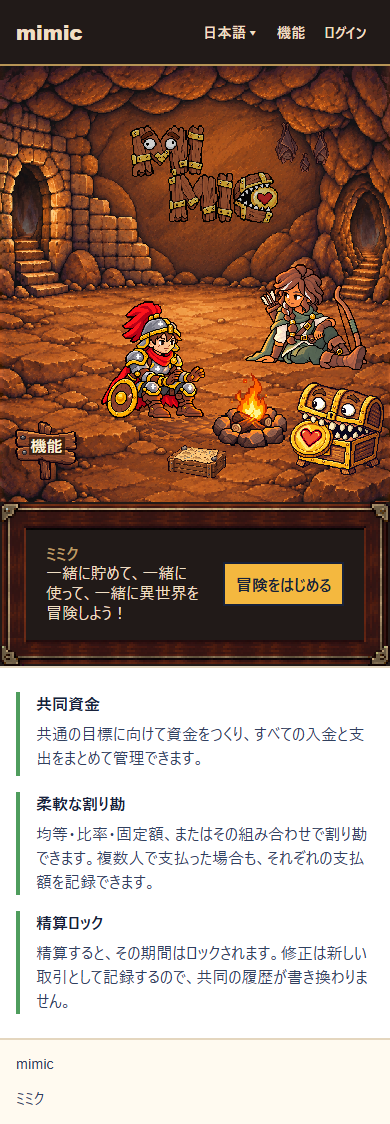 mimic
日本語 ▾ 機能 ログイン
MI
MIC
機能
ミミク
一緒に貯めて、一緒に
使って、一緒に異世界を
冒険しよう！
冒険をはじめる
共同資金
共通の目標に向けて資金をつくり、すべての入金と支
出をまとめて管理できます。
柔軟な割り勘
均等・比率・固定額、またはその組み合わせで割り勘
できます。複数人で支払った場合も、それぞれの支払
額を記録できます。
精算ロック
精算すると、その期間はロックされます。修正は新しい
取引として記録するので、共同の履歴が書き換わりま
せん。
mimic
ミミク